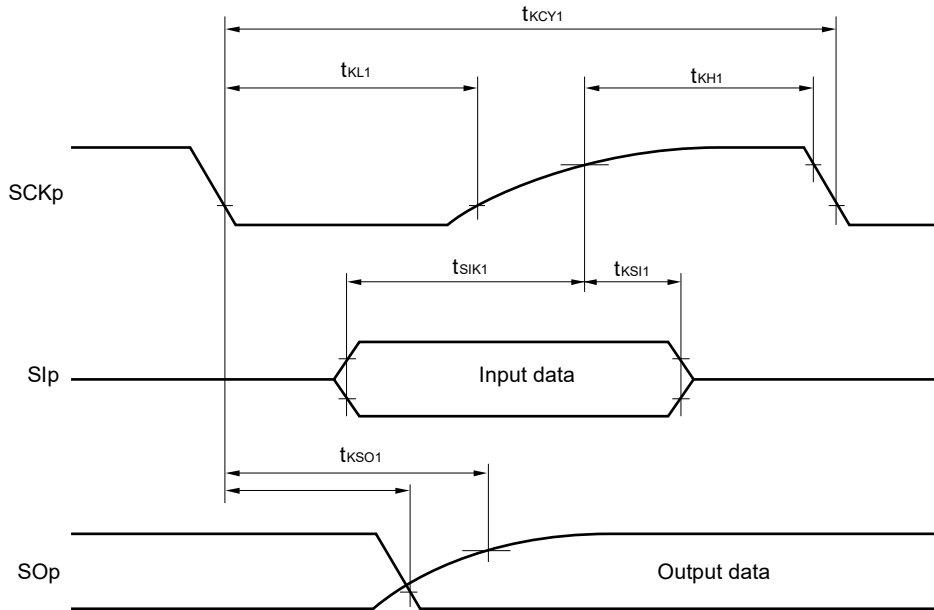 tKCY1
tKL1
tKH1
SCKp
tSIK1
tKSI1
SIp
Input data
tKSO1
SOp
Output data